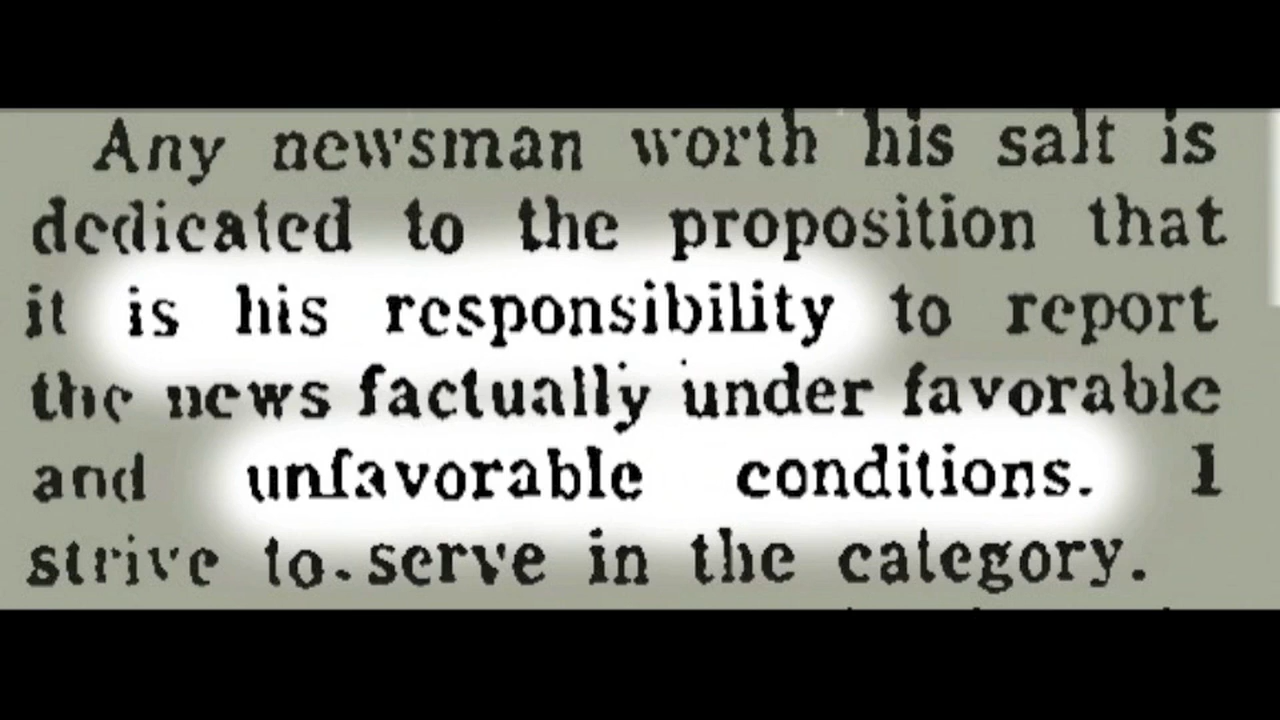 Any newsman worth his salt is
dedicated to the proposition that
it is his responsibility to report
the news factually under favorable
and unfavorable conditions. I
strive to serve in the category.